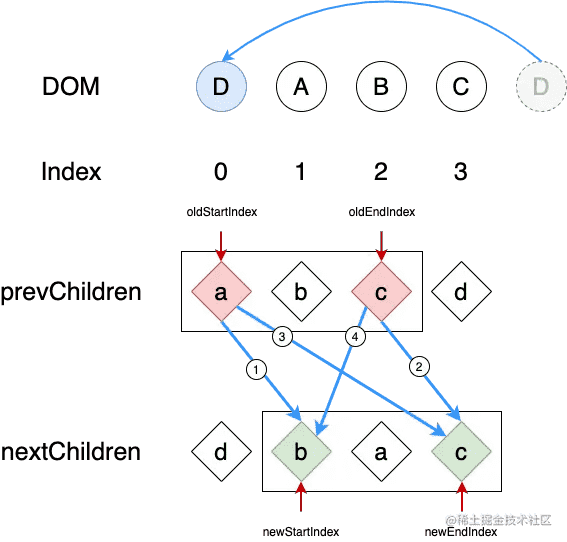 DOM D A B C D
Index 0 1 2 3
oldStartIndex oldEndIndex
prevChildren a b c d
1 3 4 2
nextChildren d b a c
newStartIndex newEndIndex
@稀土掘金技术社区